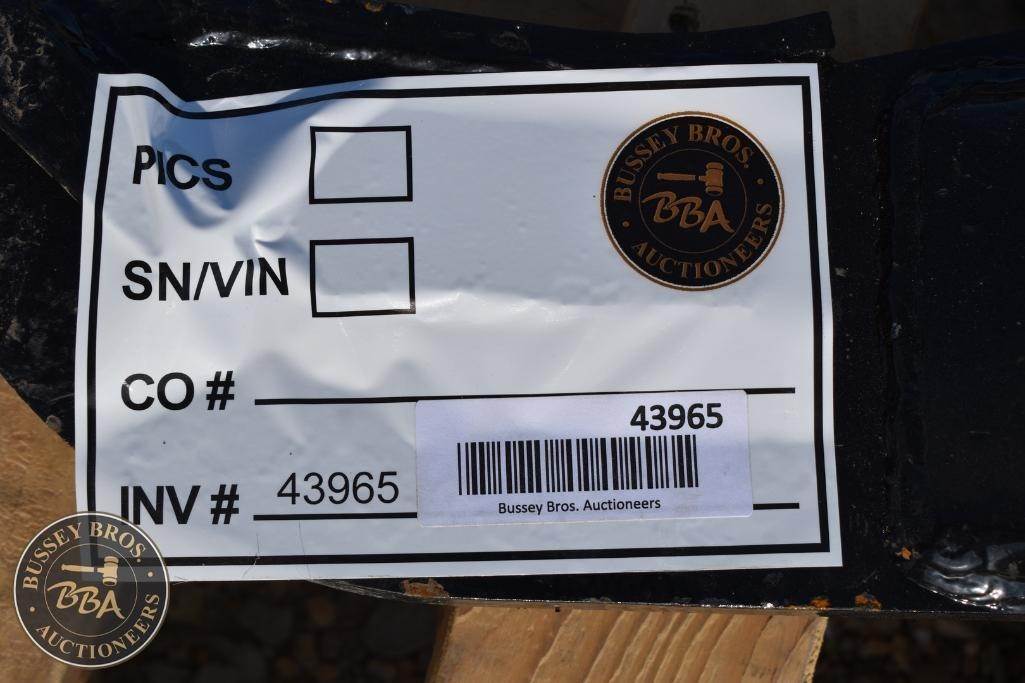 PICS
BUSSEY BROS.
BBA
AUCTIONEERS
SN/VIN
CO #
43965
INV # 43965
Bussey Bros. Auctioneers
BUSSEY BROS.
BBA
AUCTIONEERS